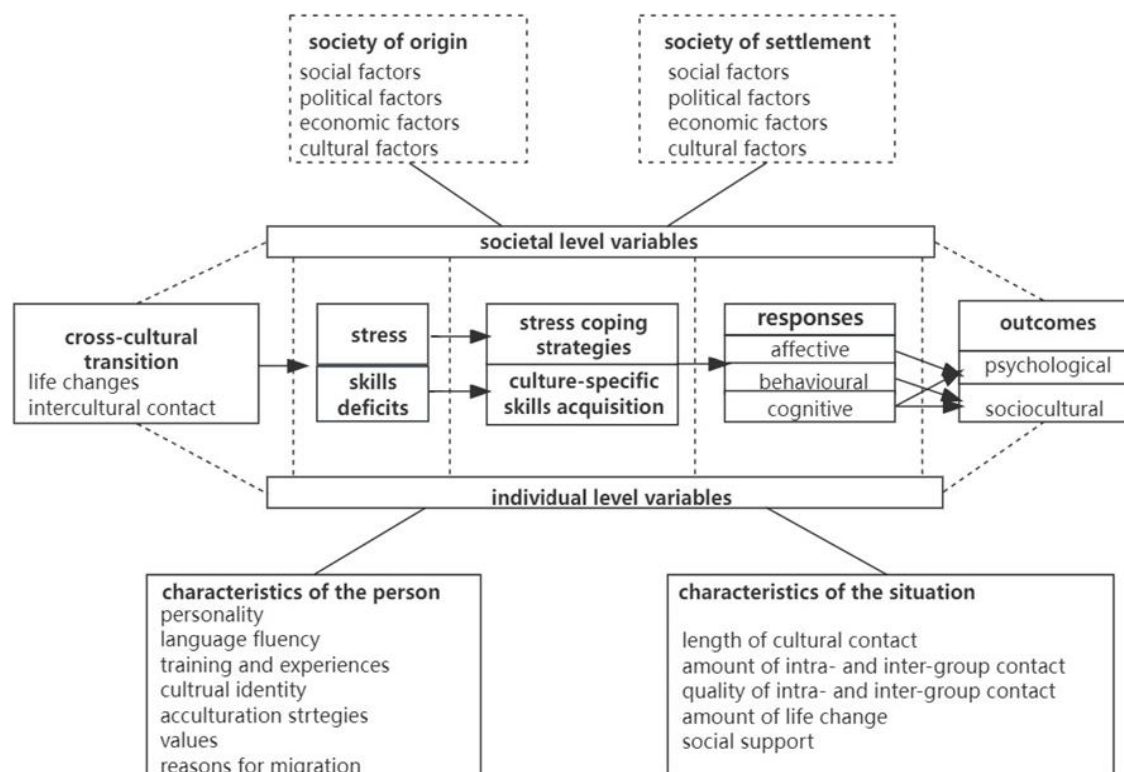 society of origin
social factors
political factors
economic factors
cultural factors
society of settlement
social factors
political factors
economic factors
cultural factors
societal level variables
cross-cultural
transition
life changes
intercultural contact
stress
skills
deficits
stress coping
strategies
culture-specific
skills acquisition
responses
affective
behavioural
cognitive
outcomes
psychological
sociocultural
individual level variables
characteristics of the person
personality
language fluency
training and experiences
cultrual identity
acculturation strtegies
values
reasons for migration
characteristics of the situation
length of cultural contact
amount of intra- and inter-group contact
quality of intra- and inter-group contact
amount of life change
social support